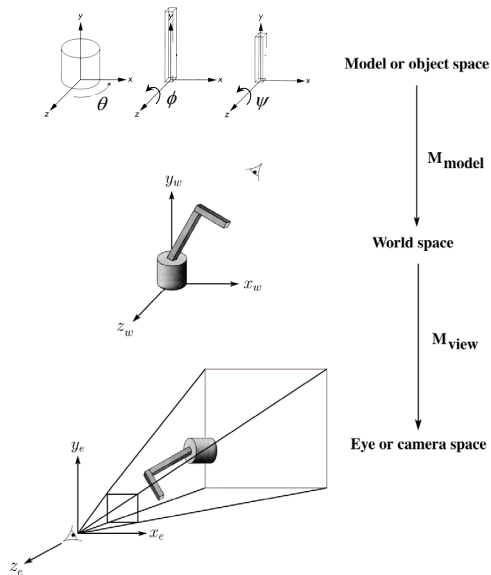 y y y
Model or object space
x x x
z θ z ϕ z ψ
M_model
y_w
World space
x_w
z_w
M_view
y_e
Eye or camera space
x_e
z_e